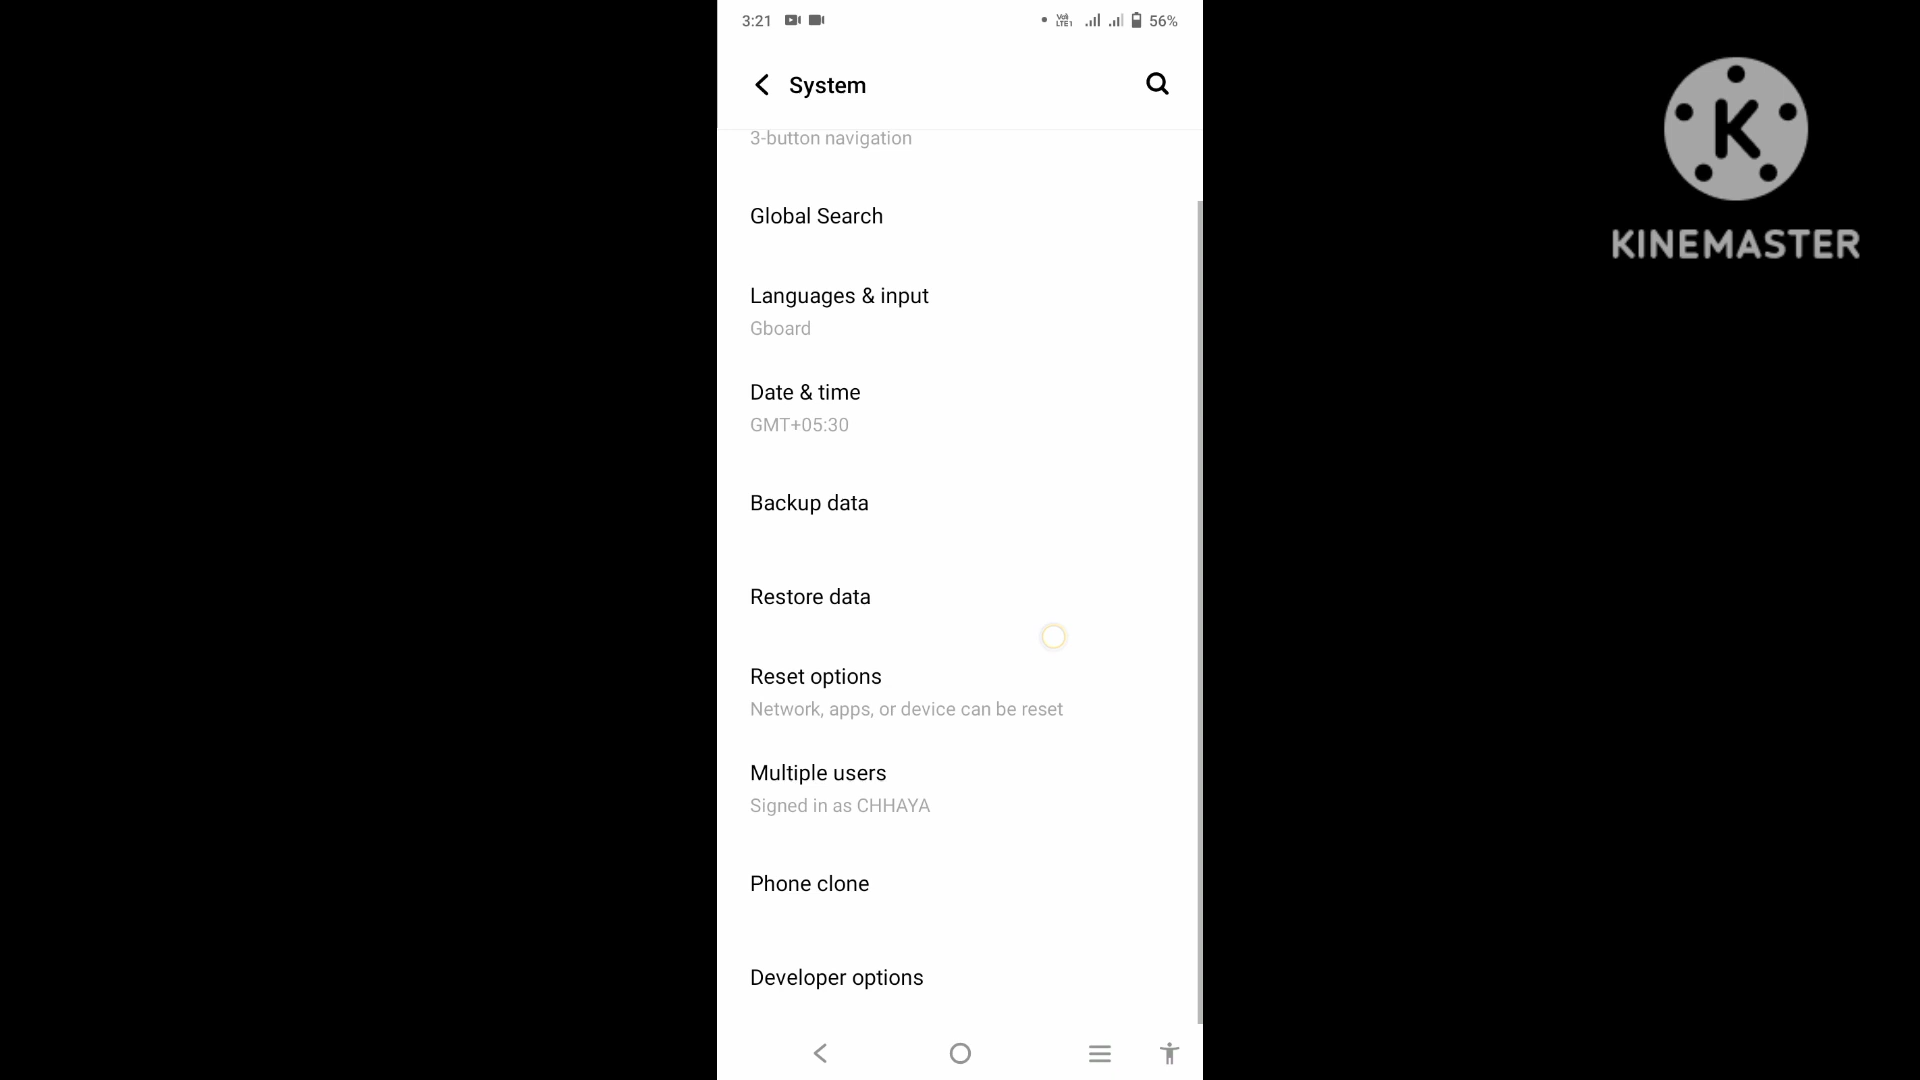 3:21
Vo)
LTE1
56%
System
3-button navigation
Global Search
Languages & input
Gboard
Date & time
GMT+05:30
Backup data
Restore data
Reset options
Network, apps, or device can be reset
Multiple users
Signed in as CHHAYA
Phone clone
Developer options
K
KINEMASTER